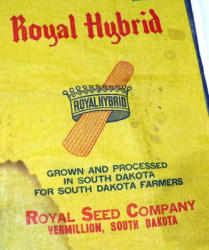 Royal Hybrid
ROYAL HYBRID
GROWN AND PROCESSED
IN SOUTH DAKOTA
FOR SOUTH DAKOTA FARMERS
ROYAL SEED COMPANY
VERMILLION, SOUTH DAKOTA